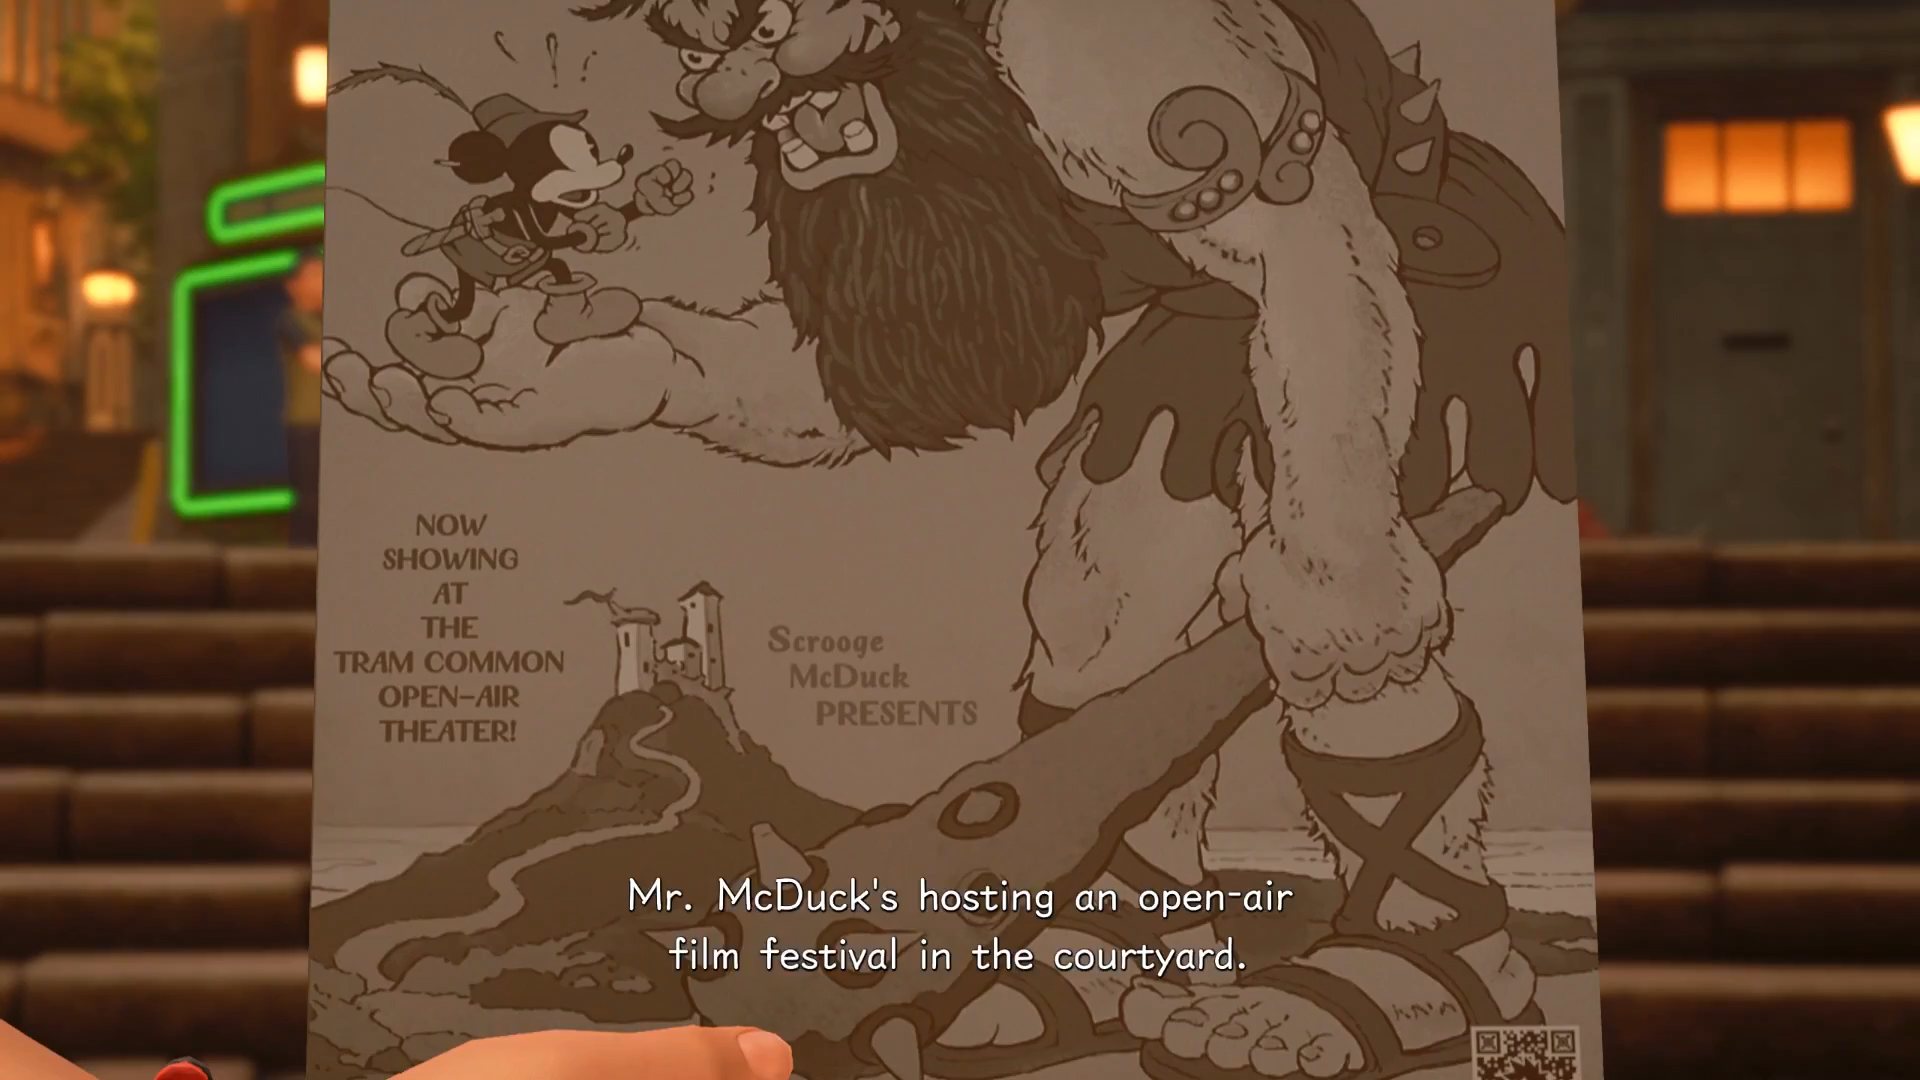 NOW
SHOWING
AT
THE
TRAM COMMON
OPEN-AIR
THEATER!
Scrooge
McDuck
PRESENTS
Mr. McDuck's hosting an open-air
film festival in the courtyard.